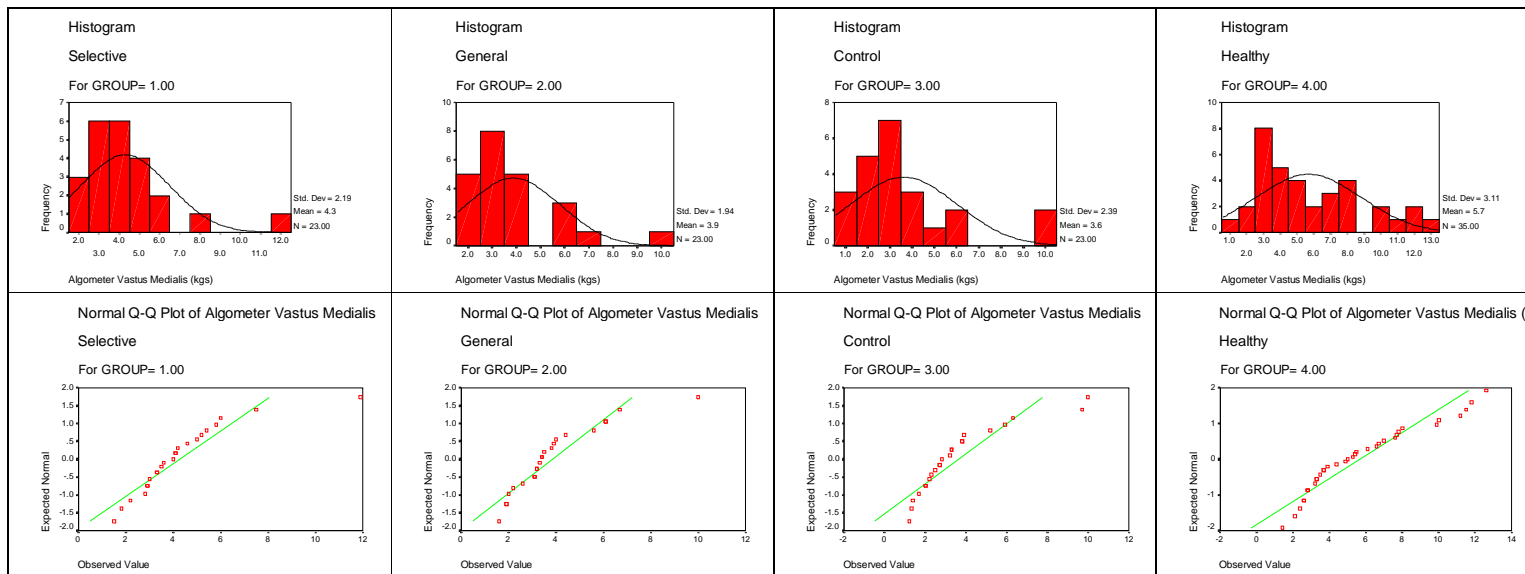 Histogram
Selective
For GROUP= 1.00
7
6
5
4
3
2
1
0
Frequency
Std. Dev = 2.19
Mean = 4.3
N = 23.00
2.0 4.0 6.0 8.0 10.0 12.0
3.0 5.0 7.0 9.0 11.0
Algometer Vastus Medialis (kgs)
Histogram
General
For GROUP= 2.00
10
8
6
4
2
0
Frequency
Std. Dev = 1.94
Mean = 3.9
N = 23.00
2.0 3.0 4.0 5.0 6.0 7.0 8.0 9.0 10.0
Algometer Vastus Medialis (kgs)
Histogram
Control
For GROUP= 3.00
8
6
4
2
0
Frequency
Std. Dev = 2.39
Mean = 3.6
N = 23.00
1.0 2.0 3.0 4.0 5.0 6.0 7.0 8.0 9.0 10.0
Algometer Vastus Medialis (kgs)
Histogram
Healthy
For GROUP= 4.00
10
8
6
4
2
0
Frequency
Std. Dev = 3.11
Mean = 5.7
N = 35.00
1.0 3.0 5.0 7.0 9.0 11.0 13.0
2.0 4.0 6.0 8.0 10.0 12.0
Algometer Vastus Medialis (kgs)
Normal Q-Q Plot of Algometer Vastus Medialis
Selective
For GROUP= 1.00
2.0
1.5
1.0
.5
0.0
-.5
-1.0
-1.5
-2.0
Expected Normal
0 2 4 6 8 10 12
Observed Value
Normal Q-Q Plot of Algometer Vastus Medialis
General
For GROUP= 2.00
2.0
1.5
1.0
.5
0.0
-.5
-1.0
-1.5
-2.0
Expected Normal
0 2 4 6 8 10 12
Observed Value
Normal Q-Q Plot of Algometer Vastus Medialis
Control
For GROUP= 3.00
2.0
1.5
1.0
.5
0.0
-.5
-1.0
-1.5
-2.0
Expected Normal
-2 0 2 4 6 8 10 12
Observed Value
Normal Q-Q Plot of Algometer Vastus Medialis (
Healthy
For GROUP= 4.00
2
1
0
-1
-2
Expected Normal
-2 0 2 4 6 8 10 12 14
Observed Value